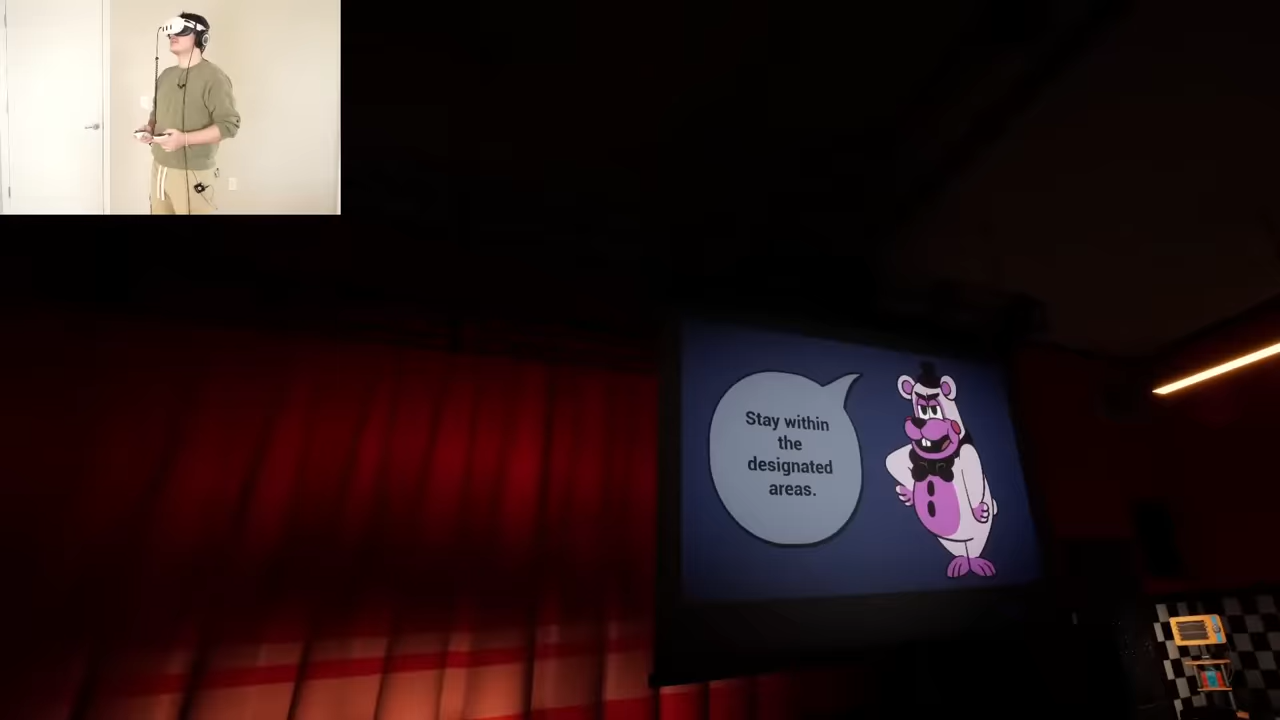 Stay within
the
designated
areas.